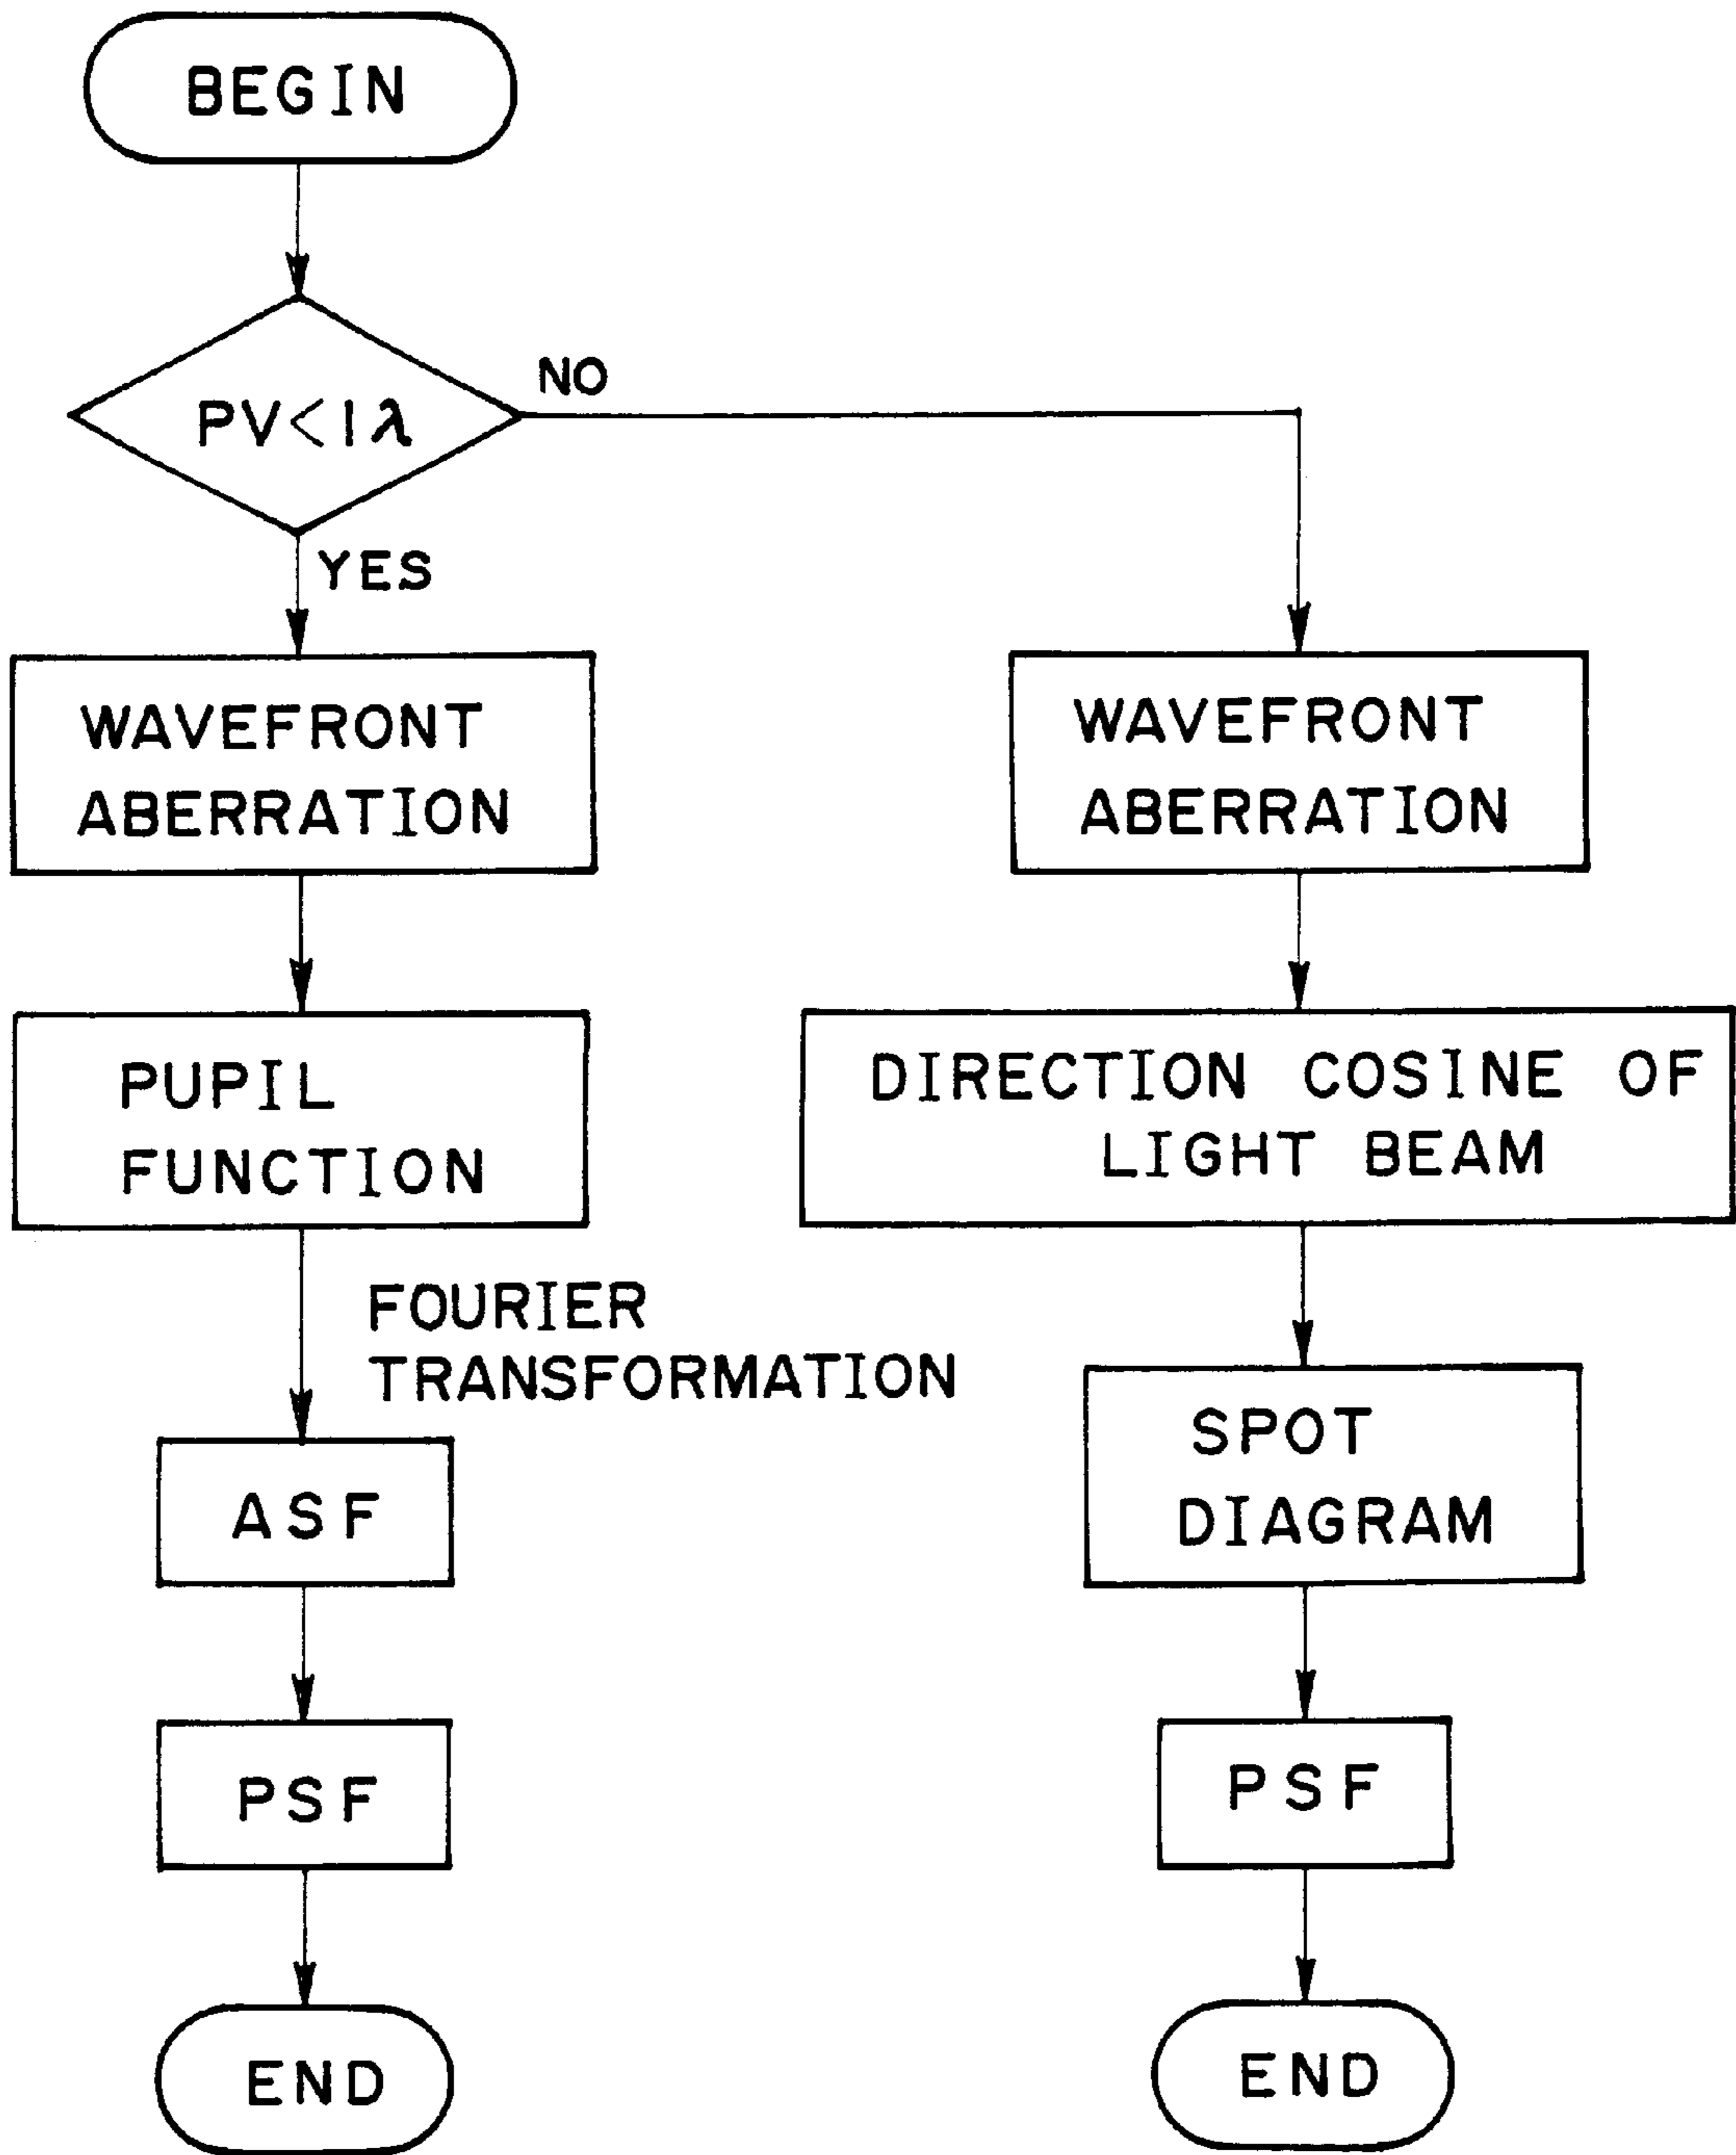 BEGIN
PV<1λ
NO
YES
WAVEFRONT
ABERRATION
PUPIL
FUNCTION
FOURIER
TRANSFORMATION
ASF
PSF
END
WAVEFRONT
ABERRATION
DIRECTION COSINE OF
LIGHT BEAM
SPOT
DIAGRAM
PSF
END